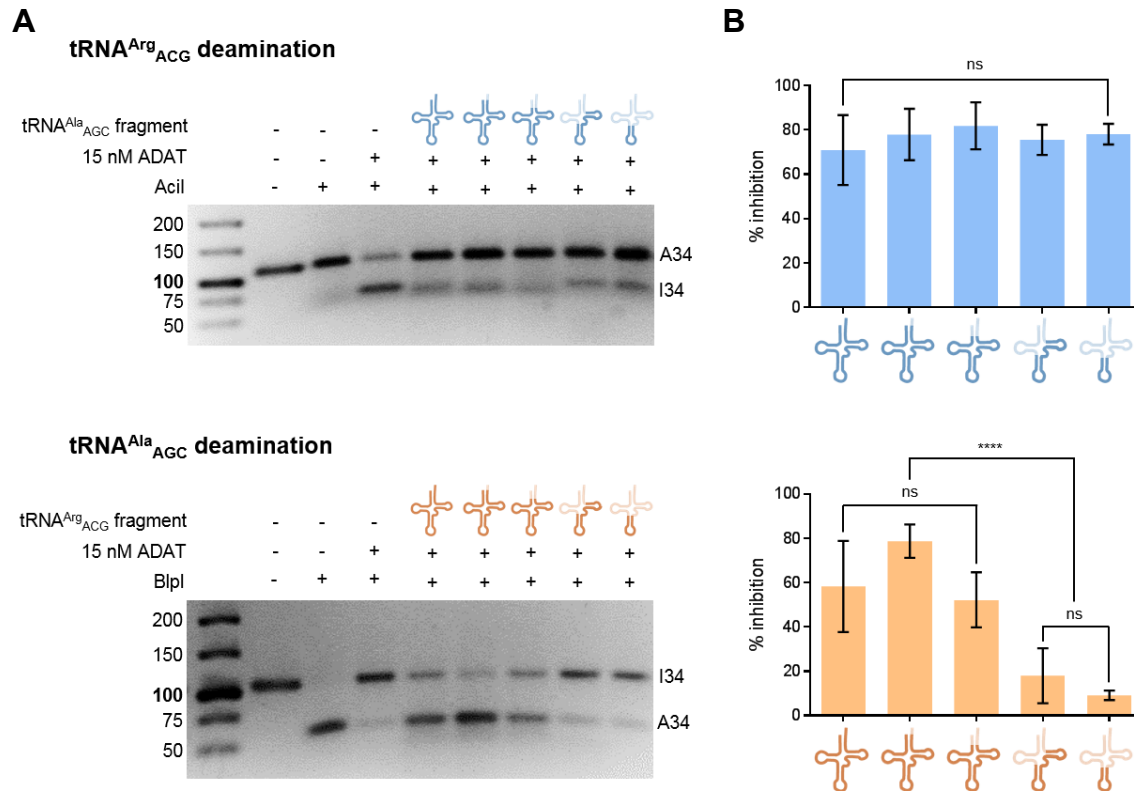 A
tRNA^Arg_ACG deamination
tRNA^Ala_AGC fragment - - -
15 nM ADAT - - + + + + + +
AciI - + + + + + + +
200
150
100
75
50
A34
I34
tRNA^Ala_AGC deamination
tRNA^Arg_ACG fragment - - -
15 nM ADAT - - + + + + + +
BlpI - + + + + + + +
200
150
100
75
50
I34
A34
B
ns
% inhibition
100
80
60
40
20
0
****
ns
ns
% inhibition
100
80
60
40
20
0